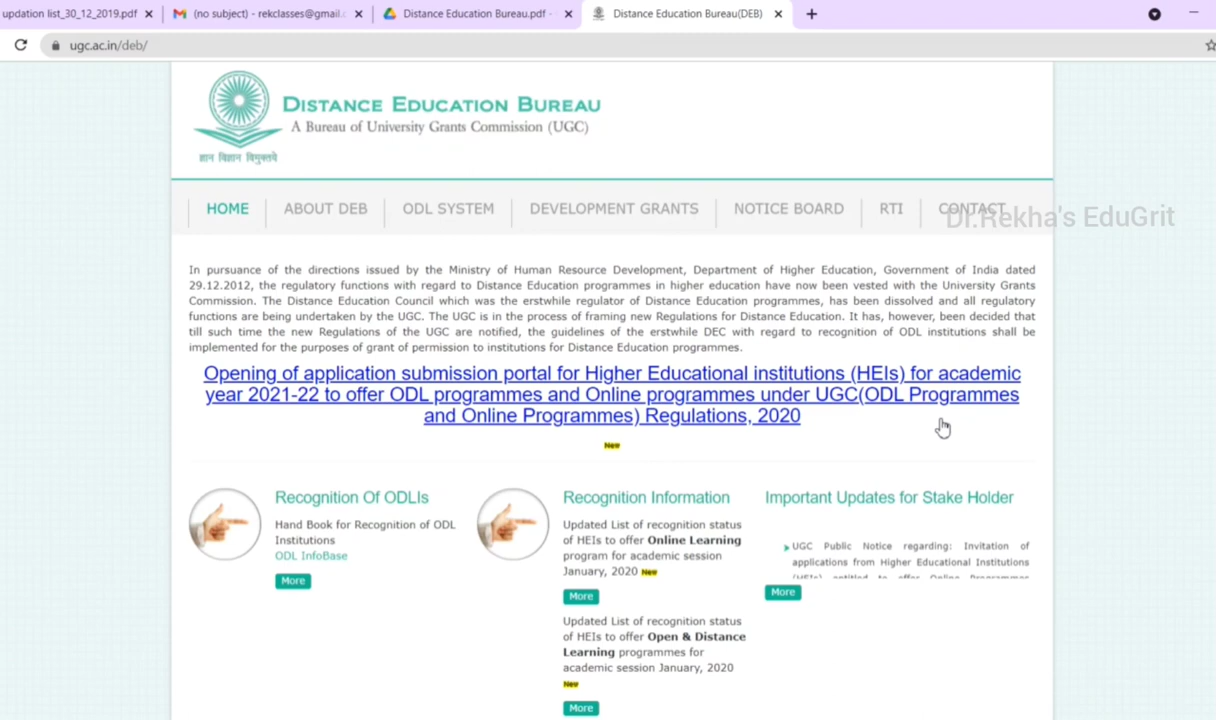 updation list_30_12_2019.pdf
(no subject) - rekclasses@gmail.c
Distance Education Bureau.pdf -
Distance Education Bureau(DEB)
ugc.ac.in/deb/
DISTANCE EDUCATION BUREAU
A Bureau of University Grants Commission (UGC)
ज्ञान विज्ञान विमुक्तये
HOME ABOUT DEB ODL SYSTEM DEVELOPMENT GRANTS NOTICE BOARD RTI CONTACT
Dr.Rekha's EduGrit
In pursuance of the directions issued by the Ministry of Human Resource Development, Department of Higher Education, Government of India dated
29.12.2012, the regulatory functions with regard to Distance Education programmes in higher education have now been vested with the University Grants
Commission. The Distance Education Council which was the erstwhile regulator of Distance Education programmes, has been dissolved and all regulatory
functions are being undertaken by the UGC. The UGC is in the process of framing new Regulations for Distance Education. It has, however, been decided that
till such time the new Regulations of the UGC are notified, the guidelines of the erstwhile DEC with regard to recognition of ODL institutions shall be
implemented for the purposes of grant of permission to institutions for Distance Education programmes.
Opening of application submission portal for Higher Educational institutions (HEIs) for academic
year 2021-22 to offer ODL programmes and Online programmes under UGC(ODL Programmes
and Online Programmes) Regulations, 2020
New
Recognition Of ODLIs
Hand Book for Recognition of ODL
Institutions
ODL InfoBase
More
Recognition Information
Updated List of recognition status
of HEIs to offer Online Learning
program for academic session
January, 2020 New
More
Updated List of recognition status
of HEIs to offer Open & Distance
Learning programmes for
academic session January, 2020
New
More
Important Updates for Stake Holder
UGC Public Notice regarding: Invitation of
applications from Higher Educational Institutions
(HEIs) entitled to offer Online Programmes
More